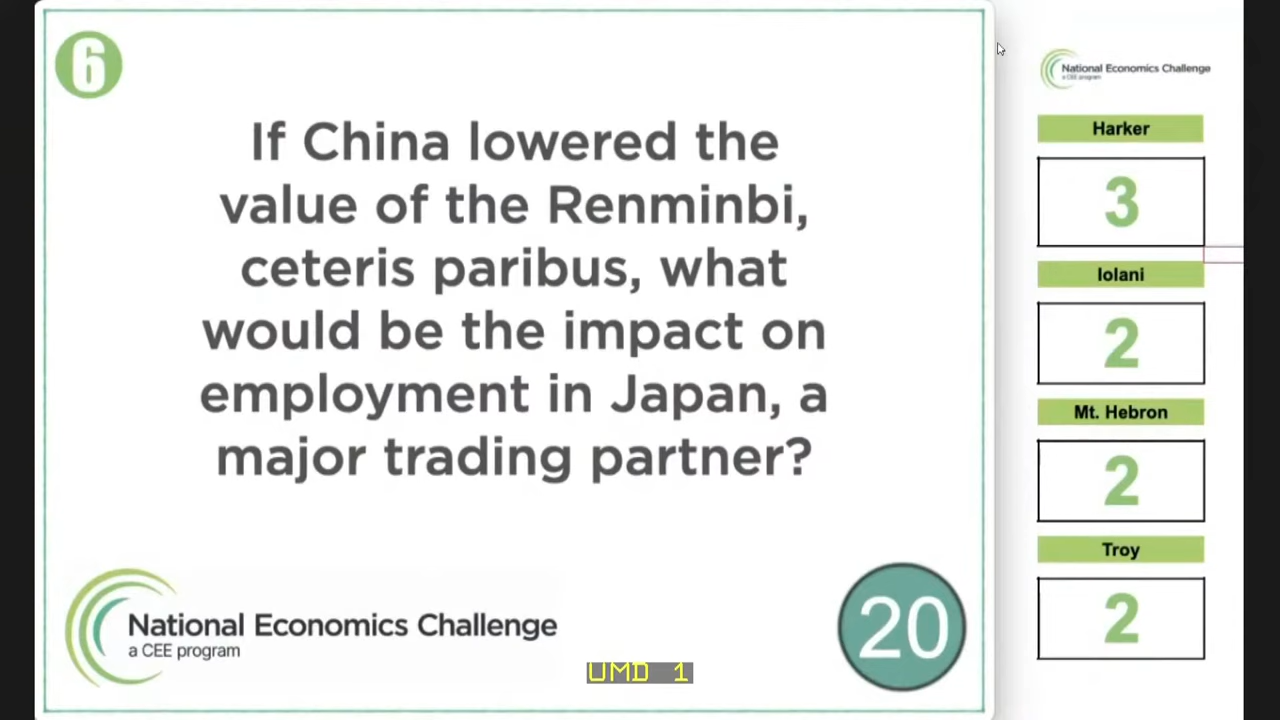 6
If China lowered the
value of the Renminbi,
ceteris paribus, what
would be the impact on
employment in Japan, a
major trading partner?
National Economics Challenge
a CEE program
20
UMD 1
National Economics Challenge
a CEE program
Harker
3
Iolani
2
Mt. Hebron
2
Troy
2